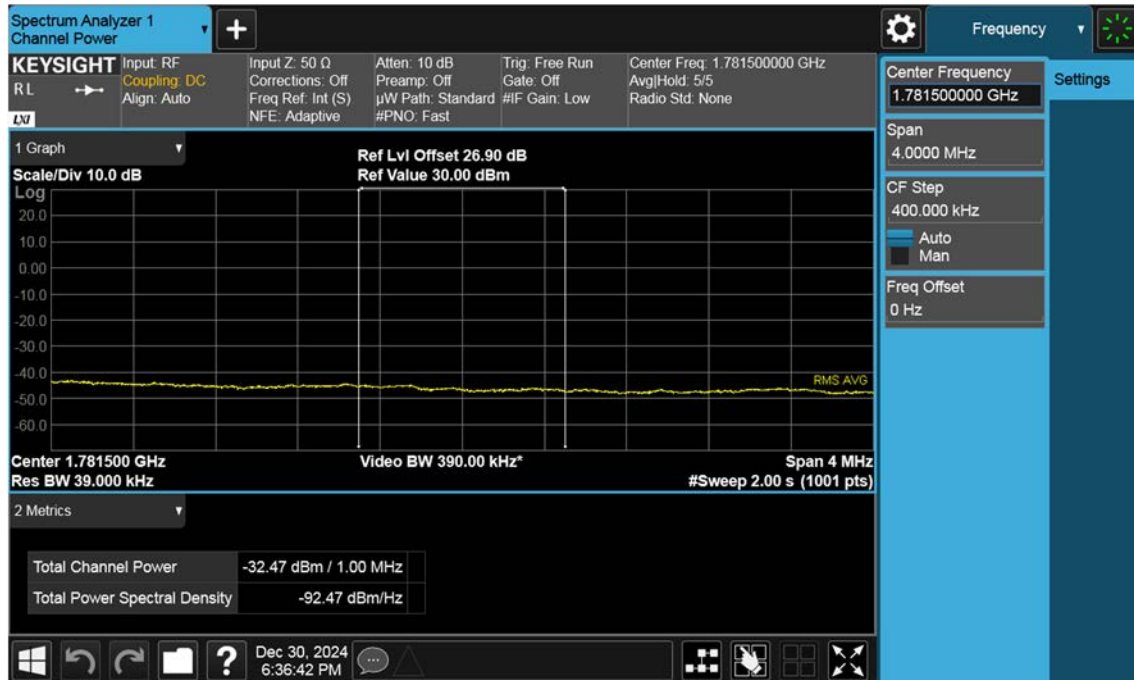 Spectrum Analyzer 1
Channel Power
+
Frequency
KEYSIGHT
RL
LXI
Input: RF
Coupling: DC
Align: Auto
Input Z: 50 Ω
Corrections: Off
Freq Ref: Int (S)
NFE: Adaptive
Atten: 10 dB
Preamp: Off
µW Path: Standard
#PNO: Fast
Trig: Free Run
Gate: Off
#IF Gain: Low
Center Freq: 1.781500000 GHz
Avg|Hold: 5/5
Radio Std: None
Center Frequency
1.781500000 GHz
Settings
Span
4.0000 MHz
CF Step
400.000 kHz
Auto
Man
Freq Offset
0 Hz
1 Graph
Scale/Div 10.0 dB
Ref Lvl Offset 26.90 dB
Ref Value 30.00 dBm
Log
20.0
10.0
0.00
-10.0
-20.0
-30.0
-40.0
-50.0
-60.0
RMS AVG
Center 1.781500 GHz
Video BW 390.00 kHz*
Span 4 MHz
Res BW 39.000 kHz
#Sweep 2.00 s (1001 pts)
2 Metrics
Total Channel Power -32.47 dBm / 1.00 MHz
Total Power Spectral Density -92.47 dBm/Hz
?
Dec 30, 2024
6:36:42 PM